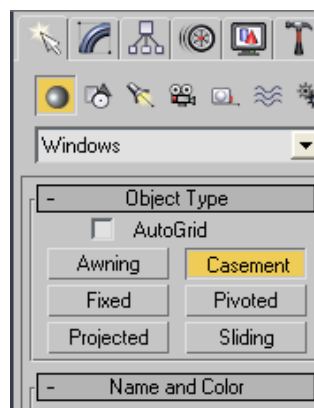 Windows
- Object Type
AutoGrid
Awning Casement
Fixed Pivoted
Projected Sliding
- Name and Color